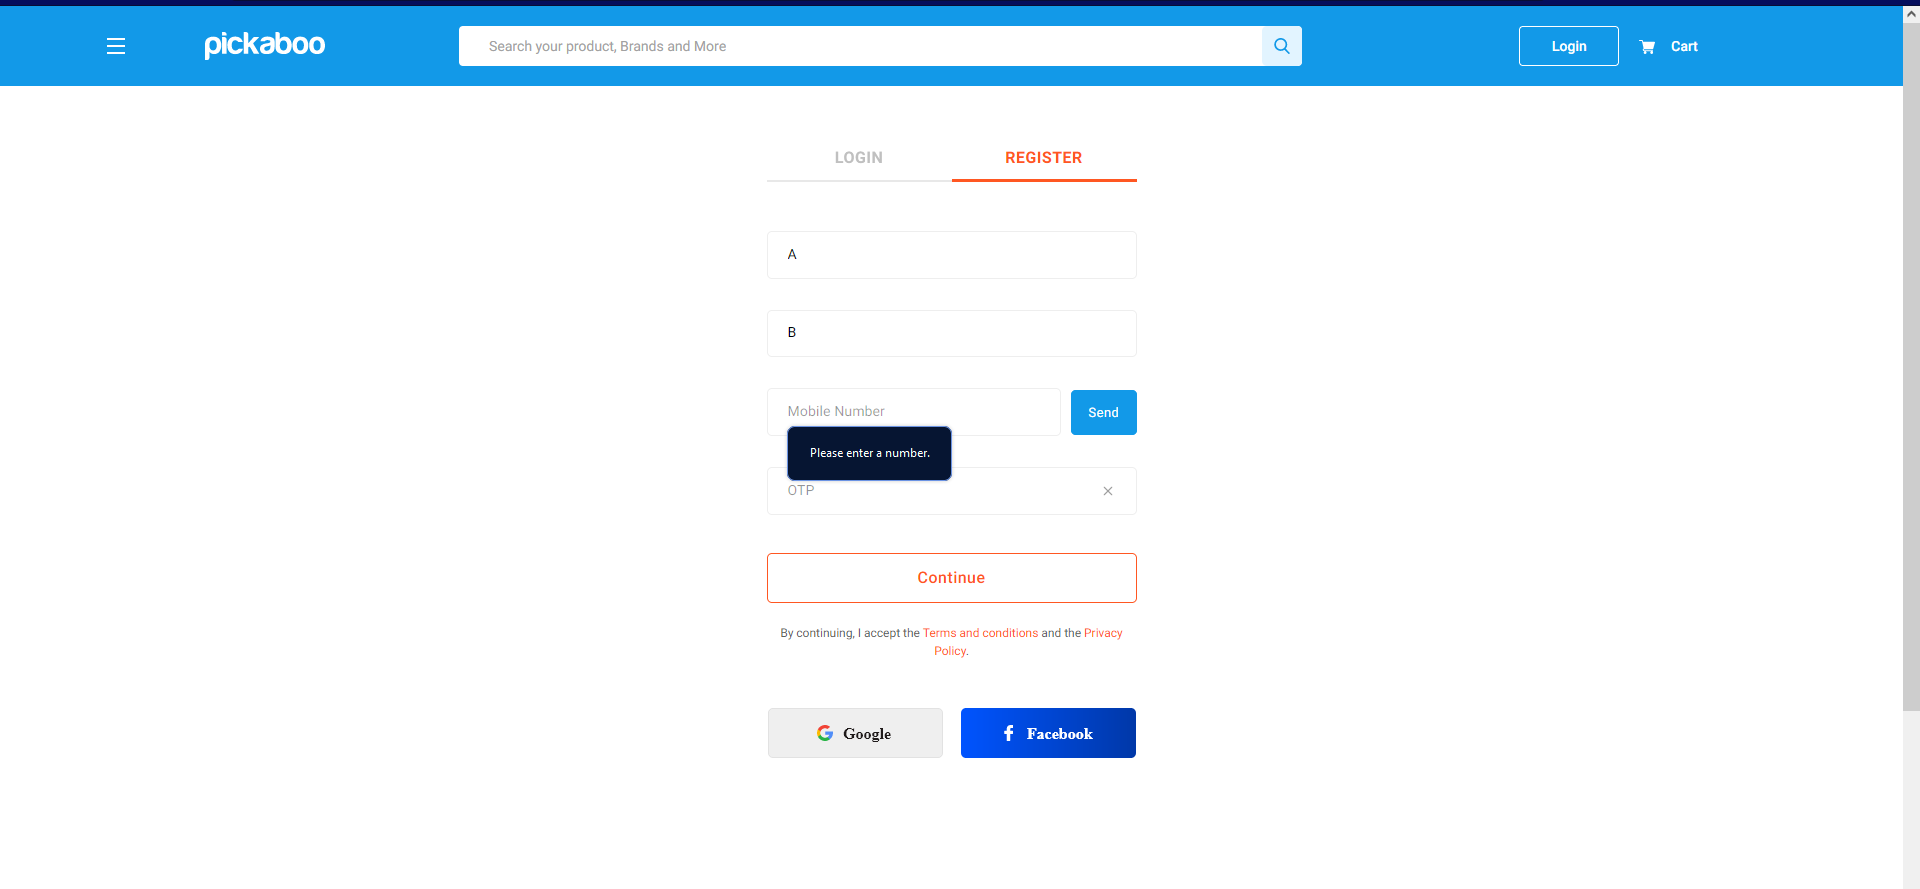 pickaboo
Search your product, Brands and More
Login
Cart
LOGIN
REGISTER
A
B
Mobile Number
Send
Please enter a number.
OTP
Continue
By continuing, I accept the Terms and conditions and the Privacy
Policy.
Google
Facebook